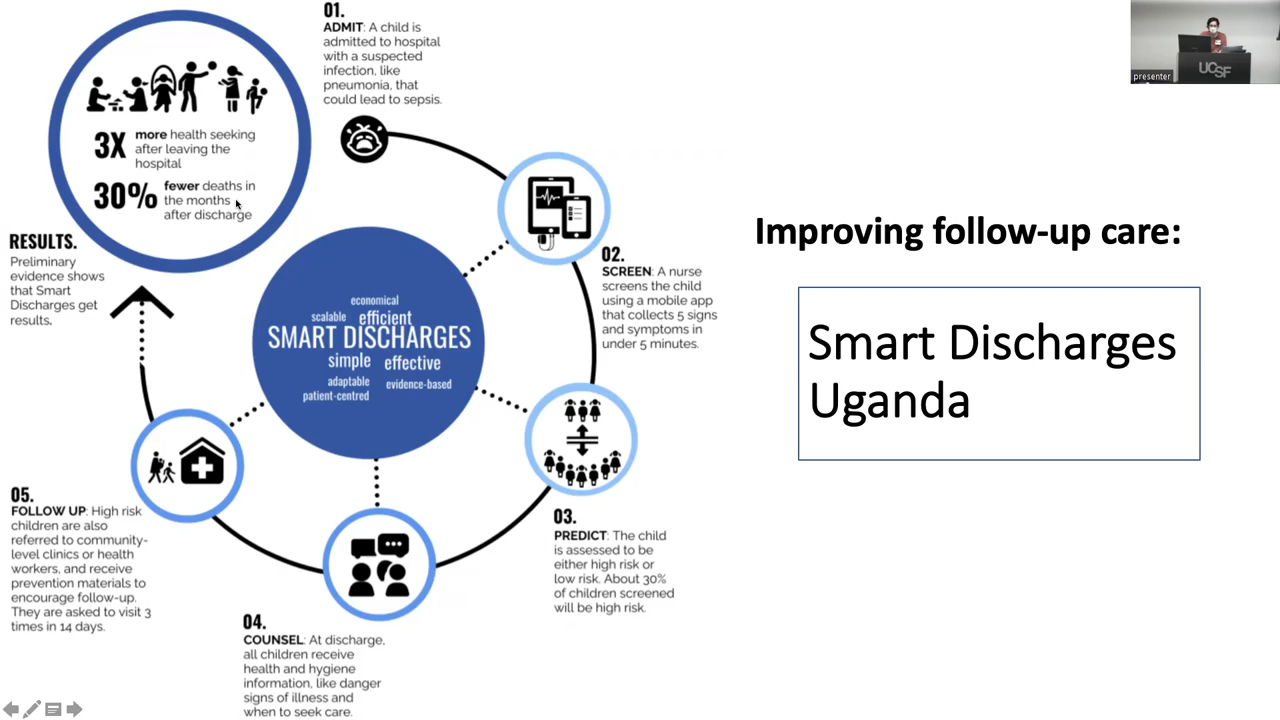 01.
ADMIT: A child is
admitted to hospital
with a suspected
infection, like
pneumonia, that
could lead to sepsis.
3X
more health seeking
after leaving the
hospital
30%
fewer deaths in
the months
after discharge
RESULTS.
Preliminary
evidence shows
that Smart
Discharges get
results.
02.
SCREEN: A nurse
screens the child
using a mobile app
that collects 5 signs
and symptoms in
under 5 minutes.
economical
scalable efficient
SMART DISCHARGES
simple effective
adaptable evidence-based
patient-centred
03.
PREDICT: The child
is assessed to be
either high risk or
low risk. About 30%
of children screened
will be high risk.
04.
COUNSEL: At discharge,
all children receive
health and hygiene
information, like danger
signs of illness and
when to seek care.
05.
FOLLOW UP: High risk
children are also
referred to community-
level clinics or health
workers, and receive
prevention materials to
encourage follow-up.
They are asked to visit 3
times in 14 days.
Improving follow-up care:
Smart Discharges
Uganda
UCSF
presenter